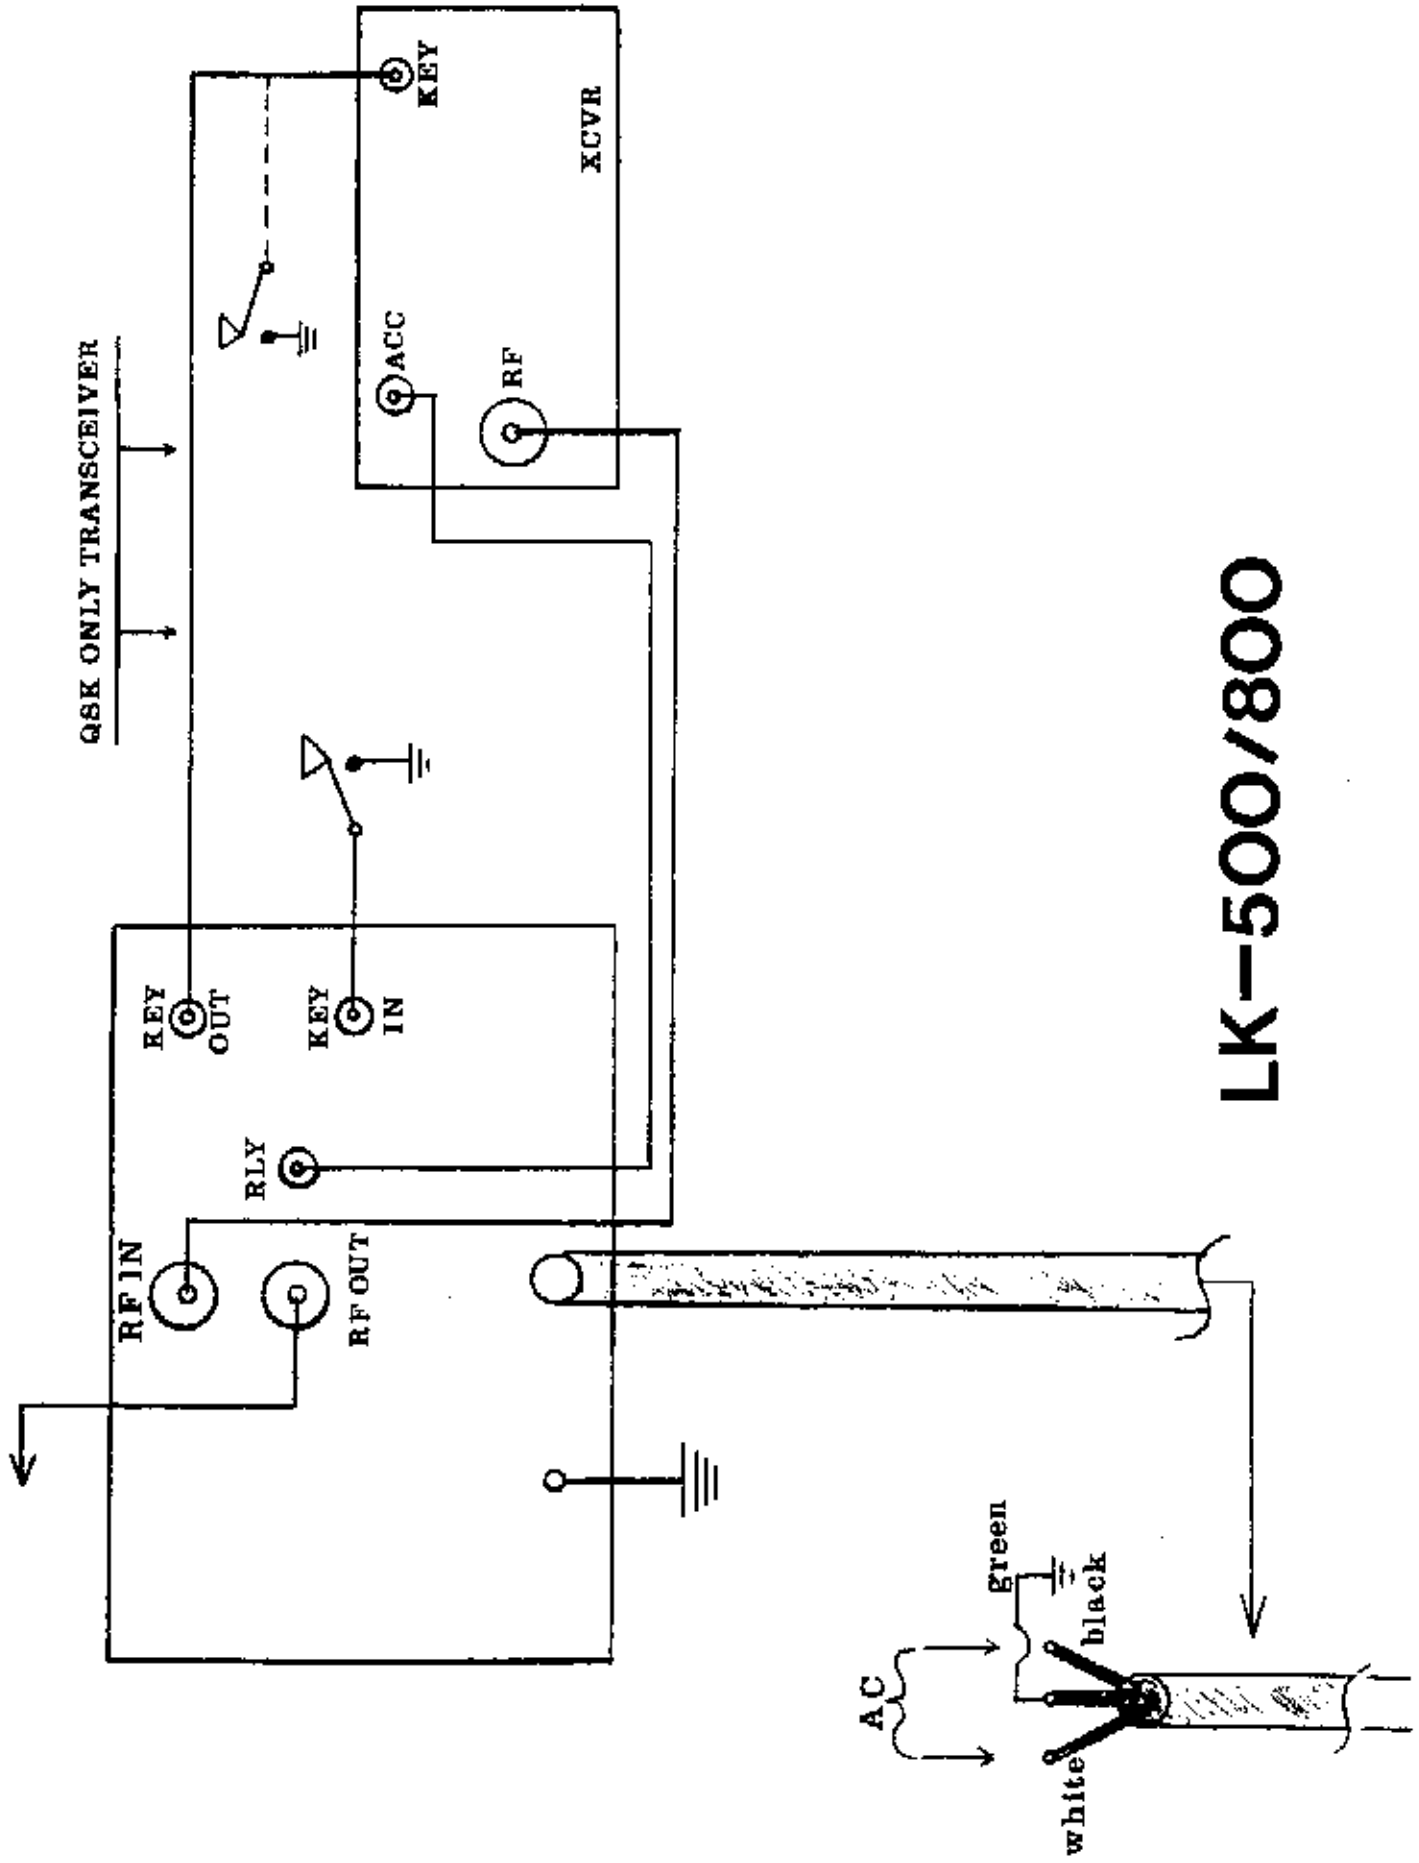 QSK ONLY TRANSCEIVER
KEY
XCVR
ACC
RF
KEY
OUT
KEY
IN
RLY
RF IN
RF OUT
LK-500/800
AC
green
black
white